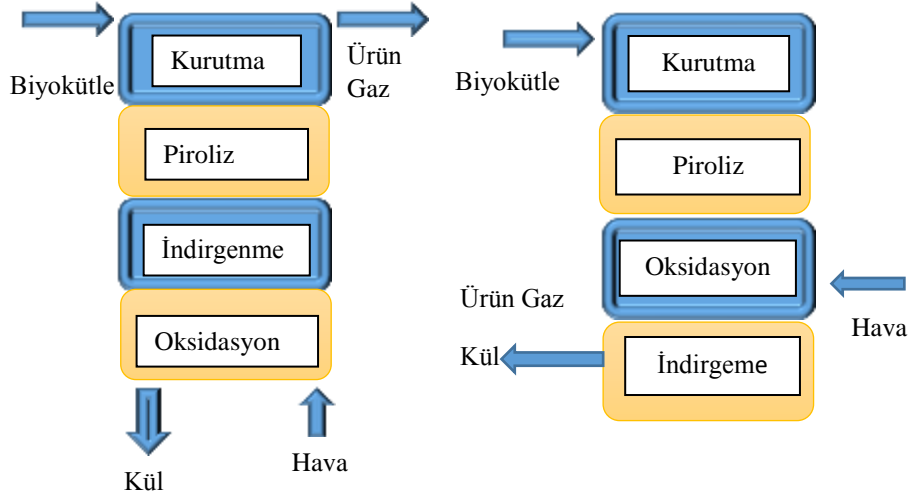 Biyokütle
Kurutma
Ürün
Gaz
Piroliz
İndirgenme
Oksidasyon
Kül
Hava
Biyokütle
Kurutma
Piroliz
Oksidasyon
Hava
Ürün Gaz
Kül
İndirgeme